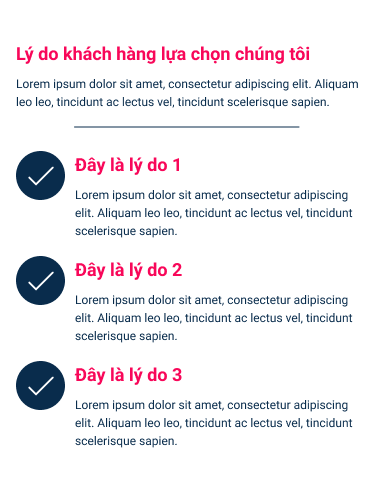 Lý do khách hàng lựa chọn chúng tôi
Lorem ipsum dolor sit amet, consectetur adipiscing elit. Aliquam
leo leo, tincidunt ac lectus vel, tincidunt scelerisque sapien.
Đây là lý do 1
Lorem ipsum dolor sit amet, consectetur adipiscing
elit. Aliquam leo leo, tincidunt ac lectus vel, tincidunt
scelerisque sapien.
Đây là lý do 2
Lorem ipsum dolor sit amet, consectetur adipiscing
elit. Aliquam leo leo, tincidunt ac lectus vel, tincidunt
scelerisque sapien.
Đây là lý do 3
Lorem ipsum dolor sit amet, consectetur adipiscing
elit. Aliquam leo leo, tincidunt ac lectus vel, tincidunt
scelerisque sapien.